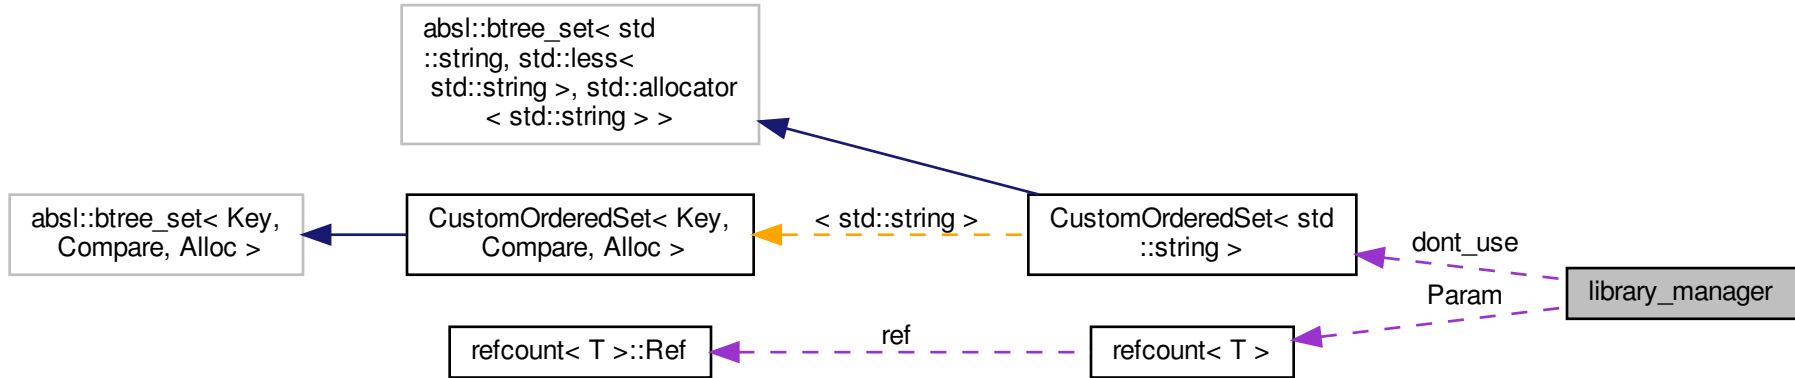 absl::btree_set< std
::string, std::less<
std::string >, std::allocator
< std::string > >
absl::btree_set< Key,
Compare, Alloc >
CustomOrderedSet< Key,
Compare, Alloc >
< std::string >
CustomOrderedSet< std
::string >
dont_use
library_manager
Param
refcount< T >::Ref
ref
refcount< T >